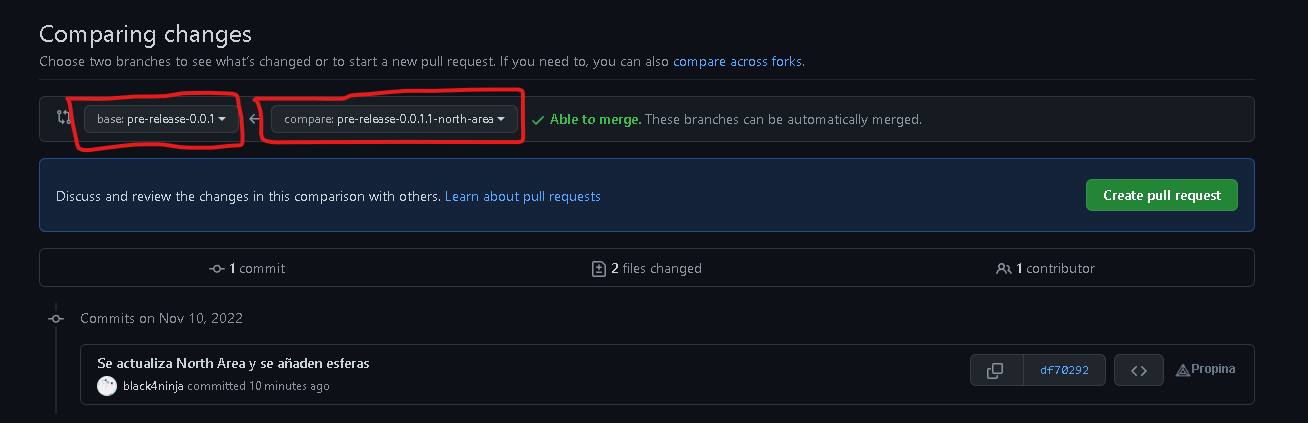 Comparing changes
Choose two branches to see what's changed or to start a new pull request. If you need to, you can also compare across forks.
base: pre-release-0.0.1 compare: pre-release-0.0.1.1-north-area Able to merge. These branches can be automatically merged.
Discuss and review the changes in this comparison with others. Learn about pull requests Create pull request
1 commit 2 files changed 1 contributor
Commits on Nov 10, 2022
Se actualiza North Area y se añaden esferas
black4ninja committed 10 minutes ago
df70292
Propina